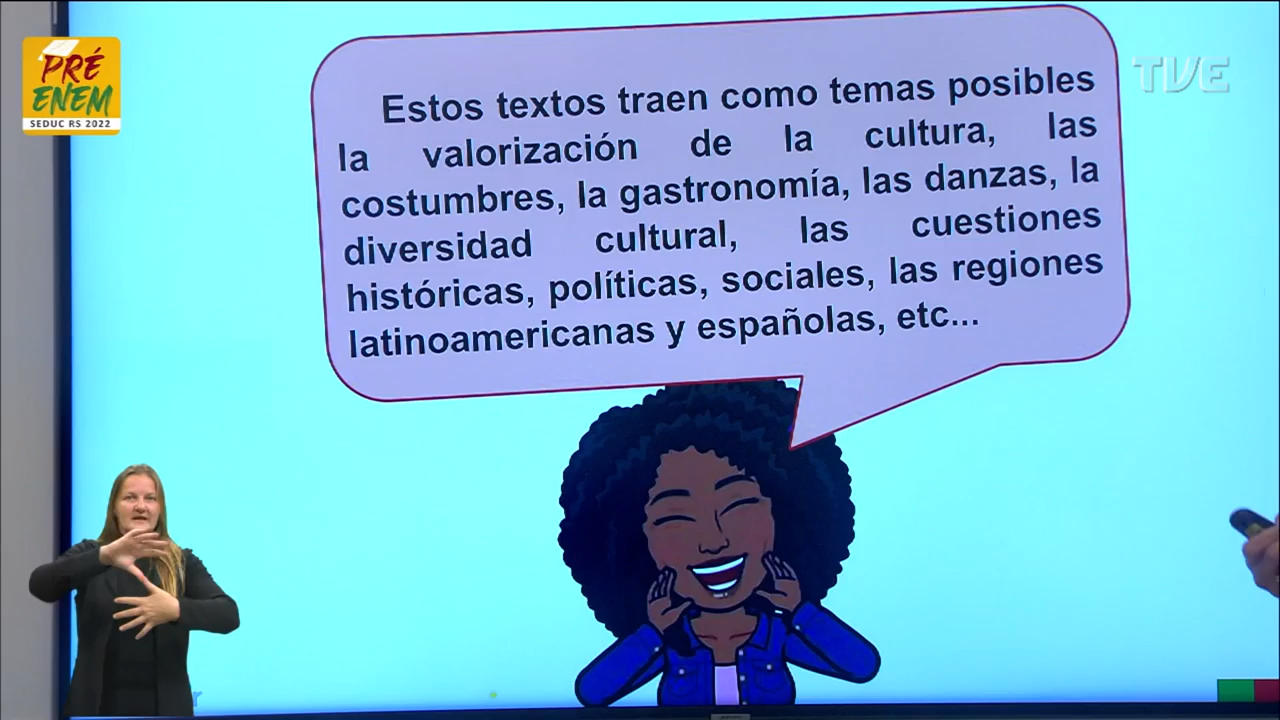 PRÉ
ENEM
SEDUC RS 2022
TVE
Estos textos traen como temas posibles
la valorización de la cultura, las
costumbres, la gastronomía, las danzas, la
diversidad cultural, las cuestiones
históricas, políticas, sociales, las regiones
latinoamericanas y españolas, etc...